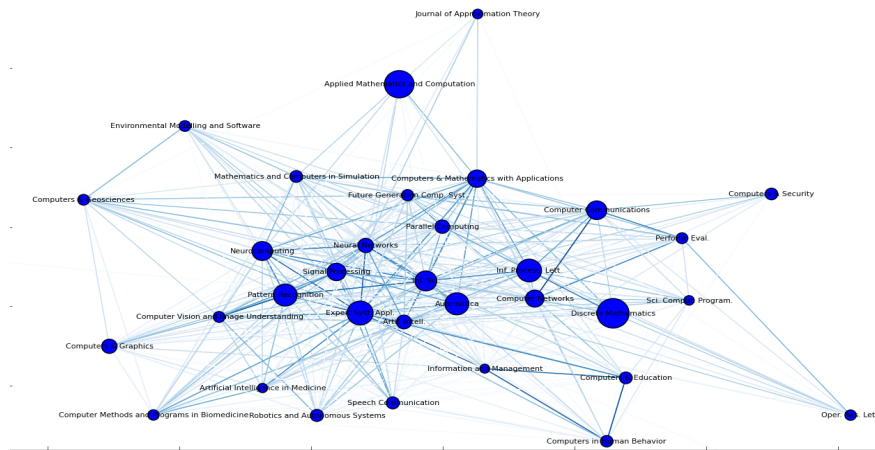 Journal of Approximation Theory
Applied Mathematics and Computation
Environmental Modelling and Software
Mathematics and Computers in Simulation
Computers & Mathematics with Applications
Computers & Geosciences
Future Generation Comp. Syst.
Computers & Security
Computer Communications
Parallel Computing
Perform. Eval.
Neurocomputing
Neural Networks
Signal Processing
Inf. Process. Lett.
Pattern Recognition
Computer Networks
Sci. Comput. Program.
Automatica
Expert Syst. Appl.
Discrete Mathematics
Computer Vision and Image Understanding
Artif. Intell.
Computers & Graphics
Information and Management
Computers & Education
Artificial Intelligence in Medicine
Speech Communication
Computer Methods and Programs in Biomedicine
Robotics and Autonomous Systems
Oper. Res. Let
Computers in Human Behavior